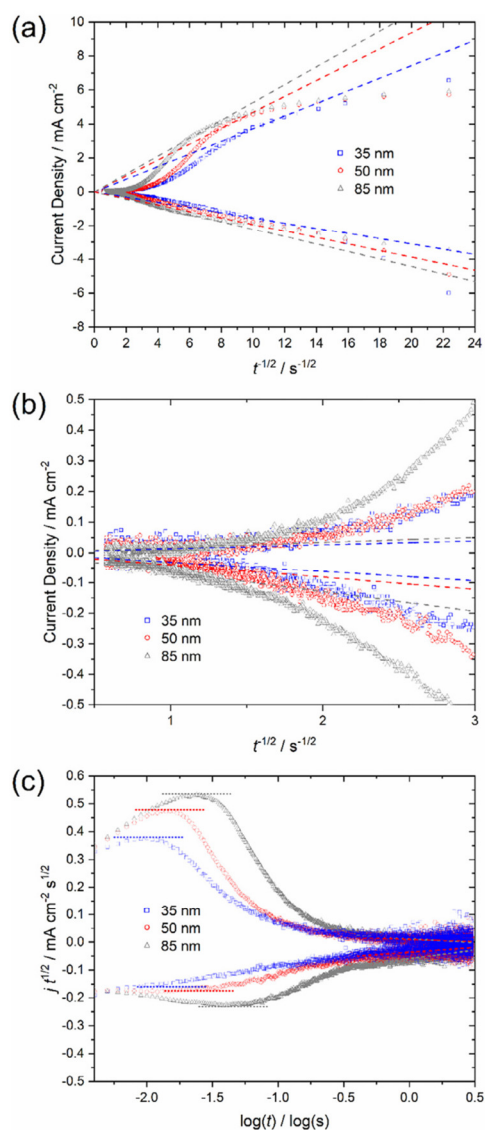 (a)
10
8
6
4
2
0
-2
-4
-6
-8
Current Density / mA cm⁻²
35 nm
50 nm
85 nm
0 2 4 6 8 10 12 14 16 18 20 22 24
t⁻¹/² / s⁻¹/²
(b)
0.5
0.4
0.3
0.2
0.1
0.0
-0.1
-0.2
-0.3
-0.4
-0.5
Current Density / mA cm⁻²
35 nm
50 nm
85 nm
1 2 3
t⁻¹/² / s⁻¹/²
(c)
0.6
0.5
0.4
0.3
0.2
0.1
0.0
-0.1
-0.2
-0.3
-0.4
-0.5
j t¹/² / mA cm⁻² s¹/²
35 nm
50 nm
85 nm
-2.0 -1.5 -1.0 -0.5 0.0 0.5
log(t) / log(s)